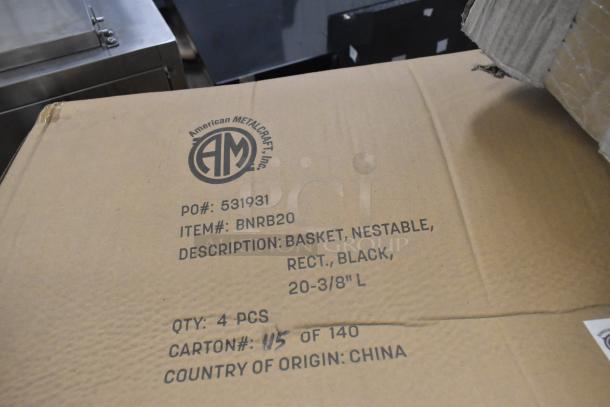 American METALCRAFT, Inc.
AM
PO#: 531931
ITEM#: BNRB20
DESCRIPTION: BASKET, NESTABLE,
RECT., BLACK,
20-3/8" L
QTY: 4 PCS
CARTON#: 115 OF 140
COUNTRY OF ORIGIN: CHINA